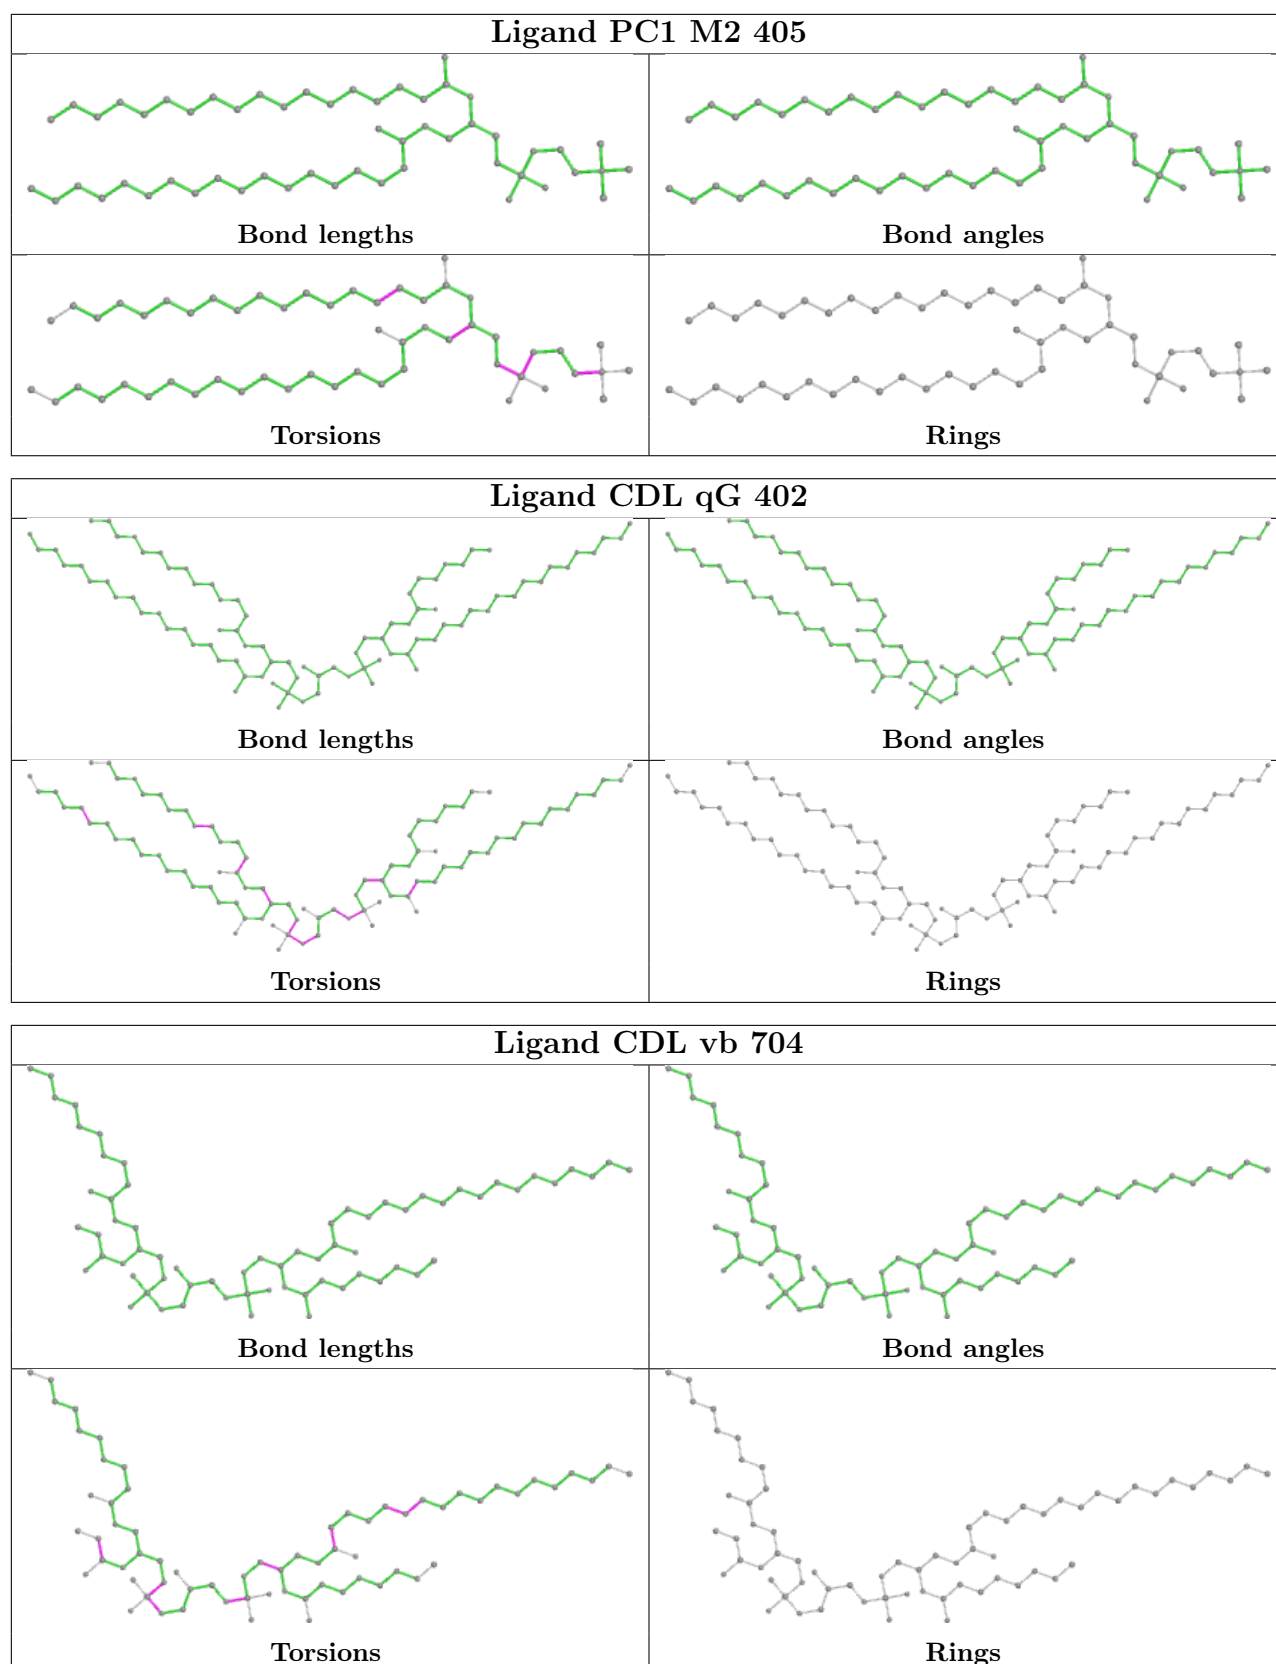 Ligand PC1 M2 405
Bond lengths
Bond angles
Torsions
Rings
Ligand CDL qG 402
Bond lengths
Bond angles
Torsions
Rings
Ligand CDL vb 704
Bond lengths
Bond angles
Torsions
Rings